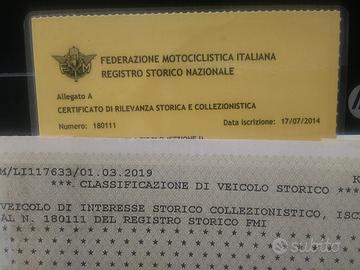 FEDERAZIONE MOTOCICLISTICA ITALIANA
REGISTRO STORICO NAZIONALE
Allegato A
CERTIFICATO DI RILEVANZA STORICA E COLLEZIONISTICA
Numero: 180111 Data iscrizione: 17/07/2014
M/LI117633/01.03.2019 K
*** CLASSIFICAZIONE DI VEICOLO STORICO ***
VEICOLO DI INTERESSE STORICO COLLEZIONISTICO, ISC
AL N. 180111 DEL REGISTRO STORICO FMI
subito